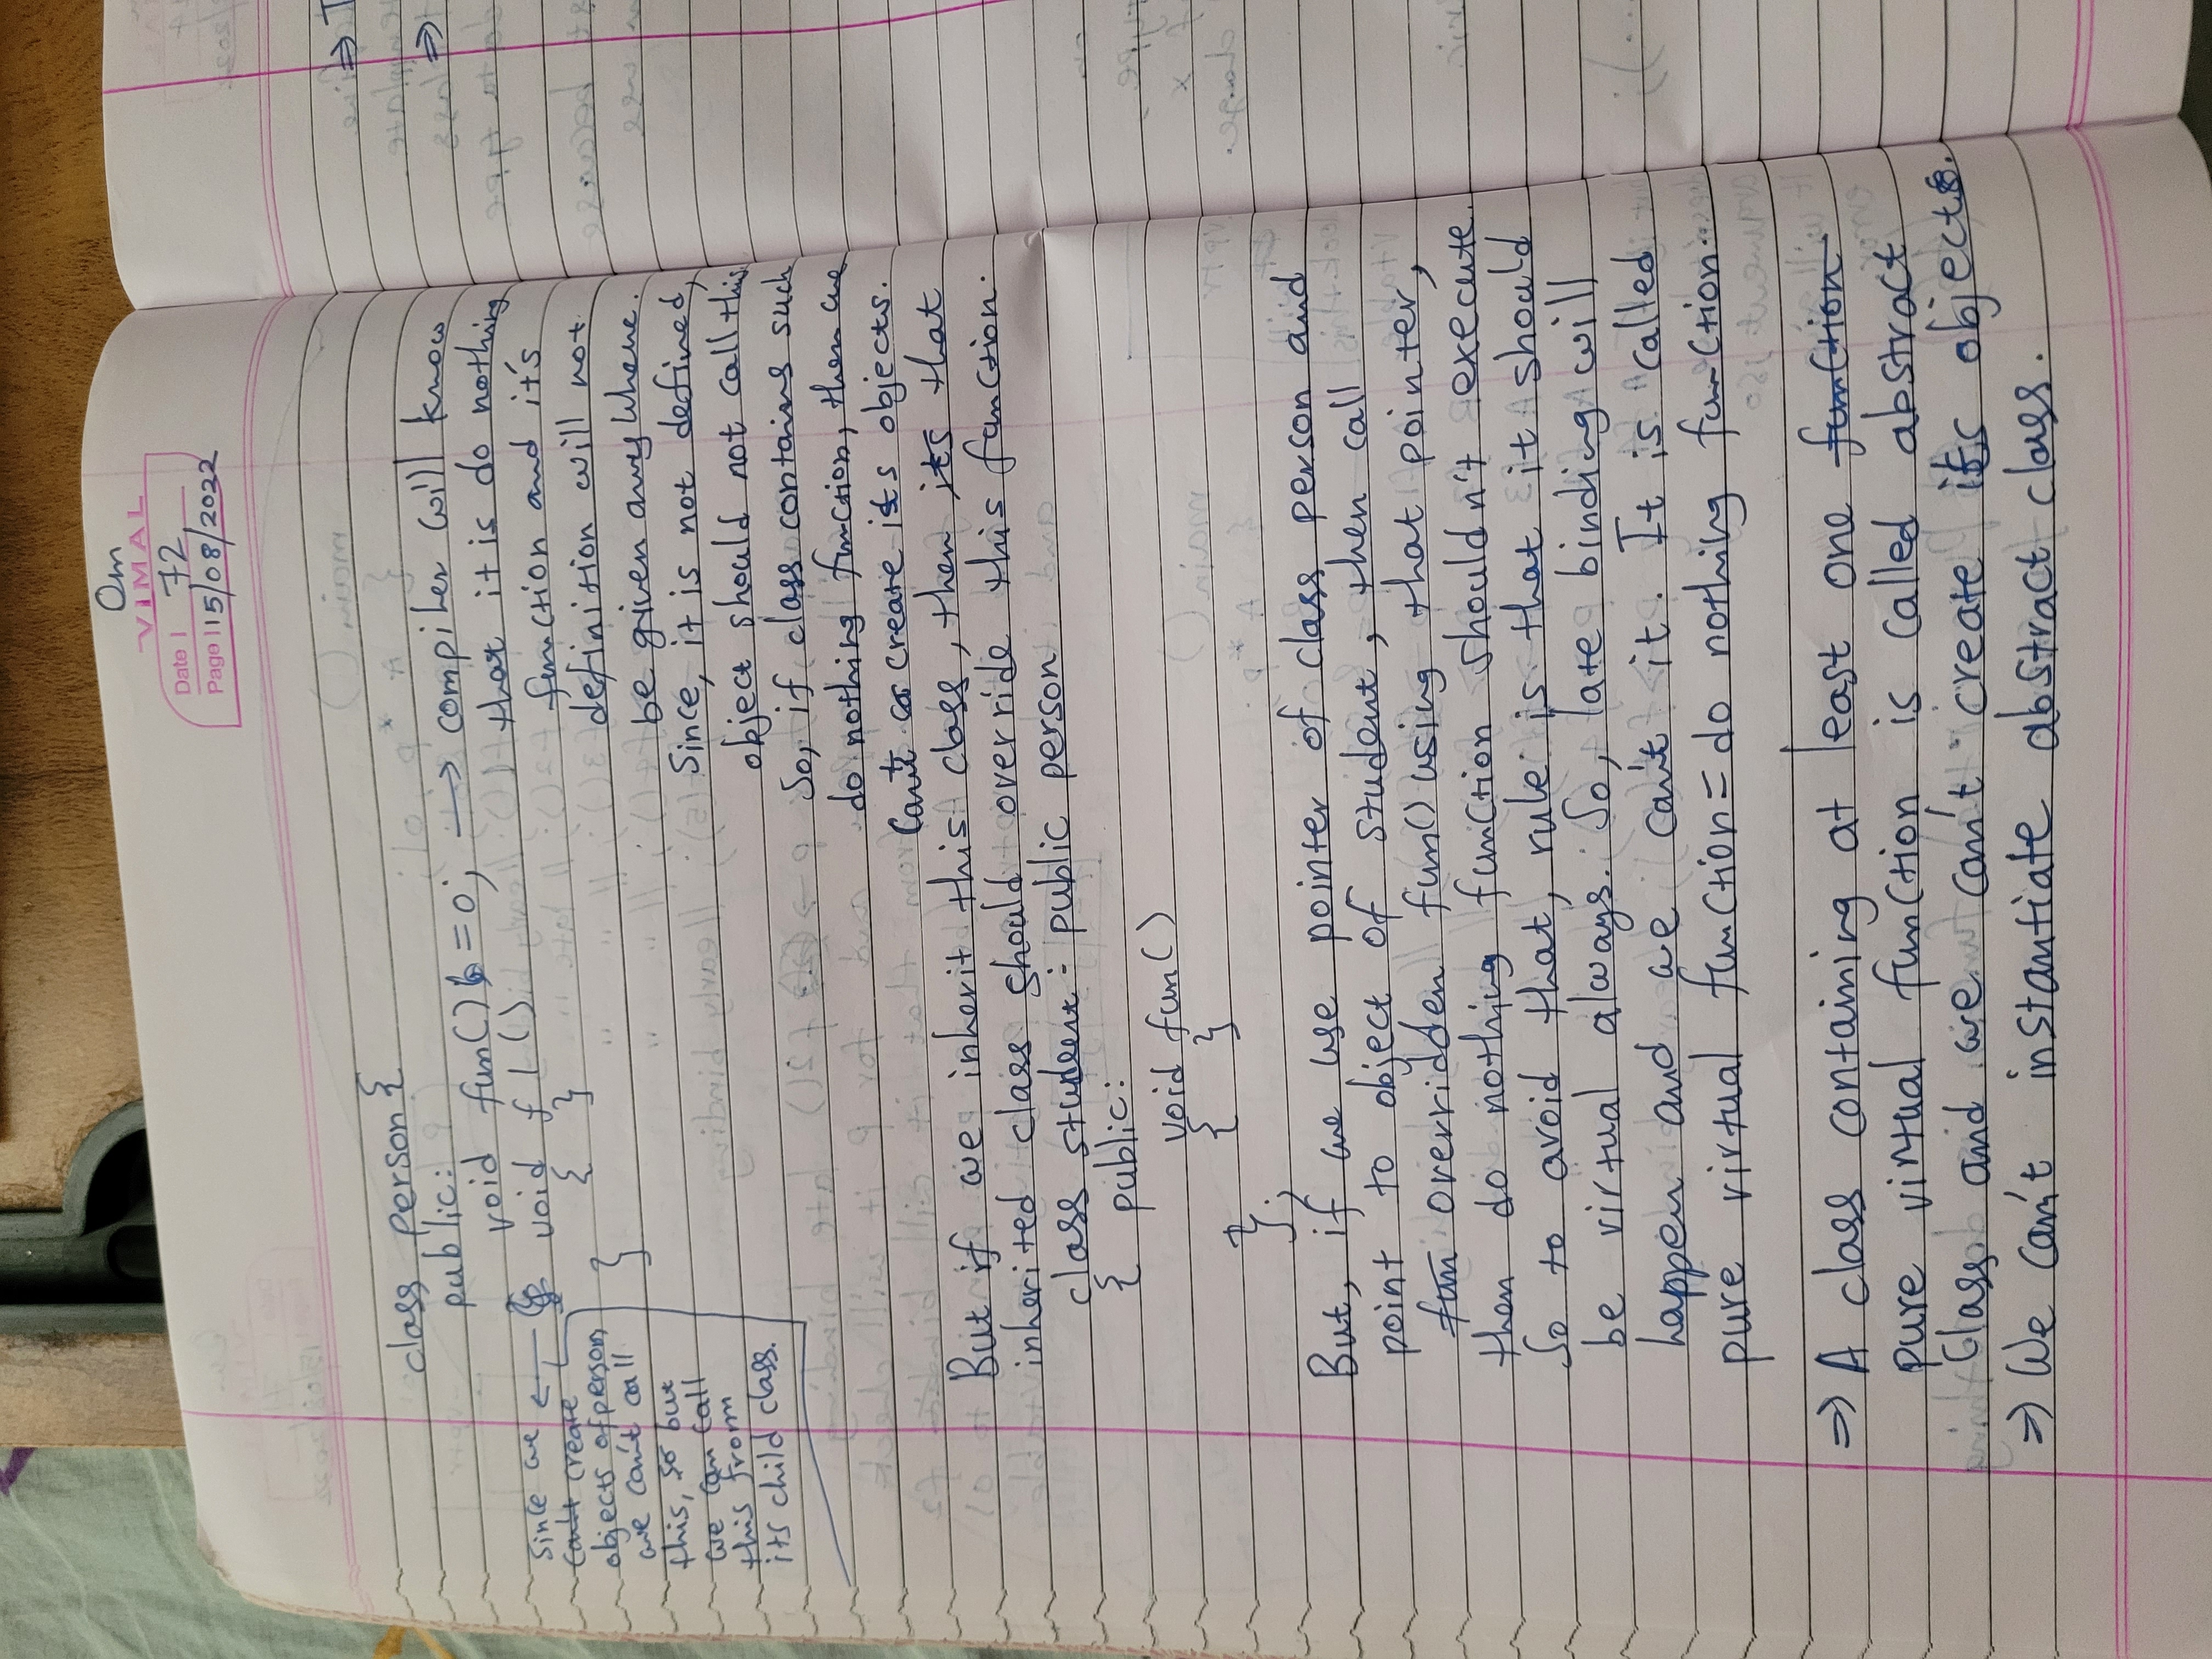 Om
VIMAL
Date | 72
Page | 15/08/2022
class person {
public:
void fun() = 0; → compiler will know
that it is do nothing
function and it's
definition will not
be given anywhere.
Since, it is not defined,
object should not call this
So, if class contains such
do nothing function, then we
can't create its objects.
void f1()
{ }
}
Since we ←
can't create
objects of person,
we can't call
this, so but
we can call
this from
its child class.
But if we inherit this class, then its that
inherited class should override this function.
class student : public person
{ public:
void fun()
{ }
};
But, if we use pointer of class person and
point to object of student, then call
fun overridden fun() using that pointer,
then do nothing function shouldn't execute.
So to avoid that, rule is that it should
be virtual always. So, late binding will
happen and we can't it. It is called
pure virtual function = do nothing function.
⇒ A class containing at least one function
pure virtual function is called abstract
class and we can't create its objects.
⇒ We can't instantiate abstract class.
⇒
⇒